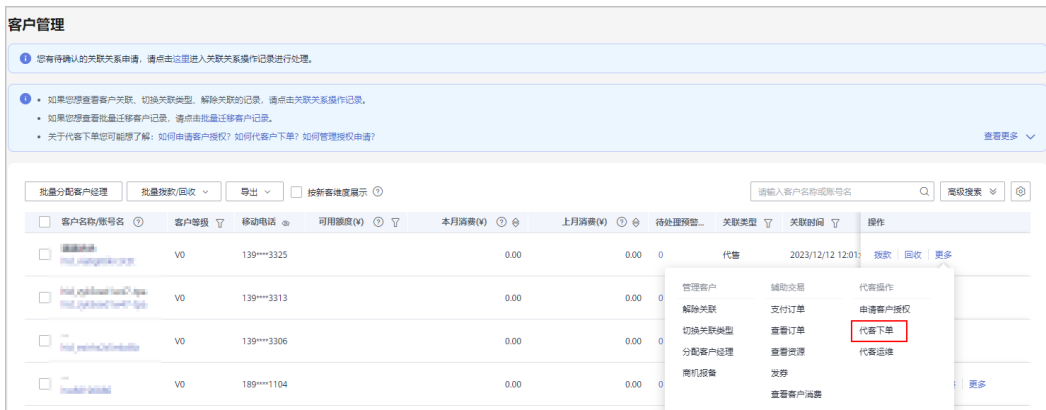 客户管理
您有待确认的关联关系申请，请点击这里进入关联关系操作记录进行处理。
• 如果您想查看客户关联、切换关联类型、解除关联的记录，请点击关联关系操作记录。
• 如果您想查看批量迁移客户记录，请点击批量迁移客户记录。
• 关于代客下单您可能想了解：如何申请客户授权？如何代客户下单？如何管理授权申请？ 查看更多
批量分配客户经理 批量拨款/回收 导出 按新客维度展示 请输入客户名称或账号名 高级搜索
客户名称/账号名 客户等级 移动电话 可用额度(¥) 本月消费(¥) 上月消费(¥) 待处理预警... 关联类型 关联时间 操作
V0 139****3325 0.00 0.00 0 代售 2023/12/12 12:01: 拨款 回收 更多
管理客户 辅助交易 代客操作
V0 139****3313 0.00 0.00 0 解除关联 支付订单 申请客户授权
切换关联类型 查看订单 代客下单
V0 139****3306 0.00 0.00 0 分配客户经理 查看资源 代客运维
商机报备 发券
V0 189****1104 0.00 0.00 0 更多
查看客户消费